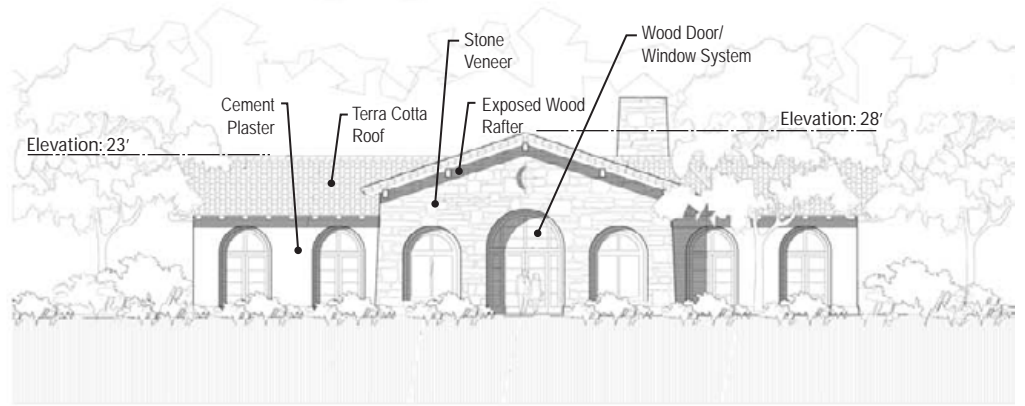 Stone
Veneer
Wood Door/
Window System
Cement
Plaster
Terra Cotta
Roof
Exposed Wood
Rafter
Elevation: 28'
Elevation: 23'